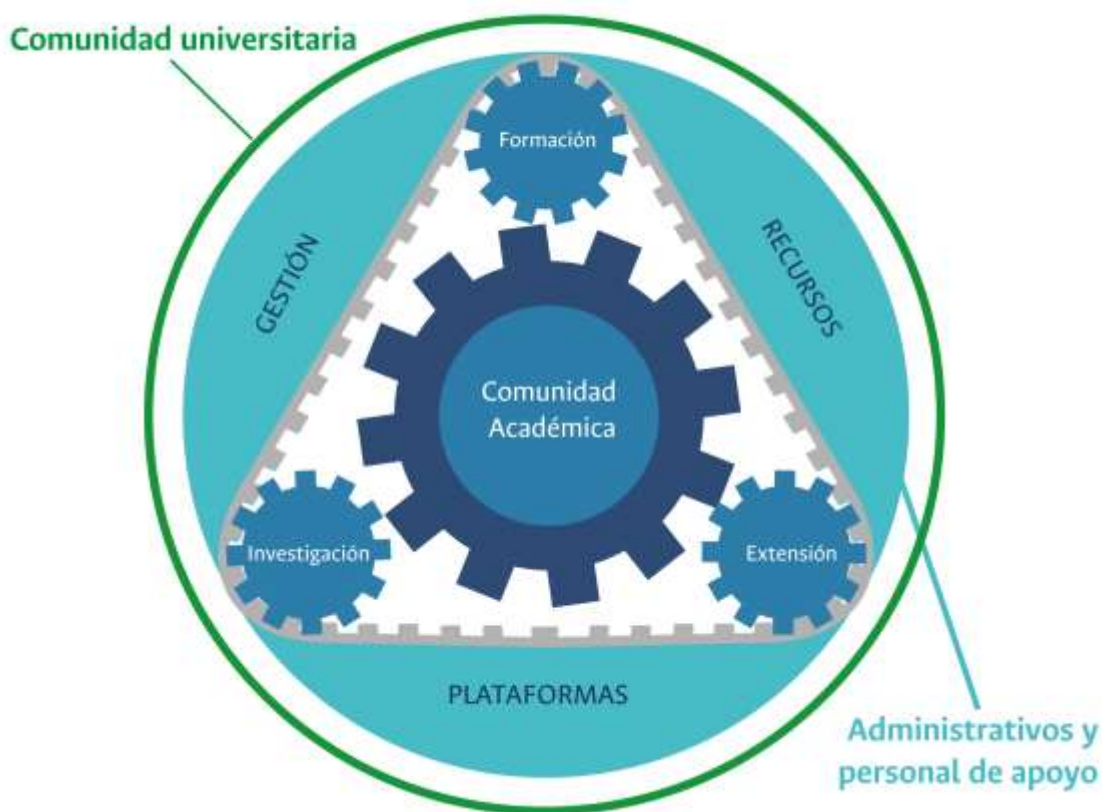 Comunidad universitaria
Formación
GESTIÓN
RECURSOS
Comunidad
Académica
Investigación
Extensión
PLATAFORMAS
Administrativos y
personal de apoyo